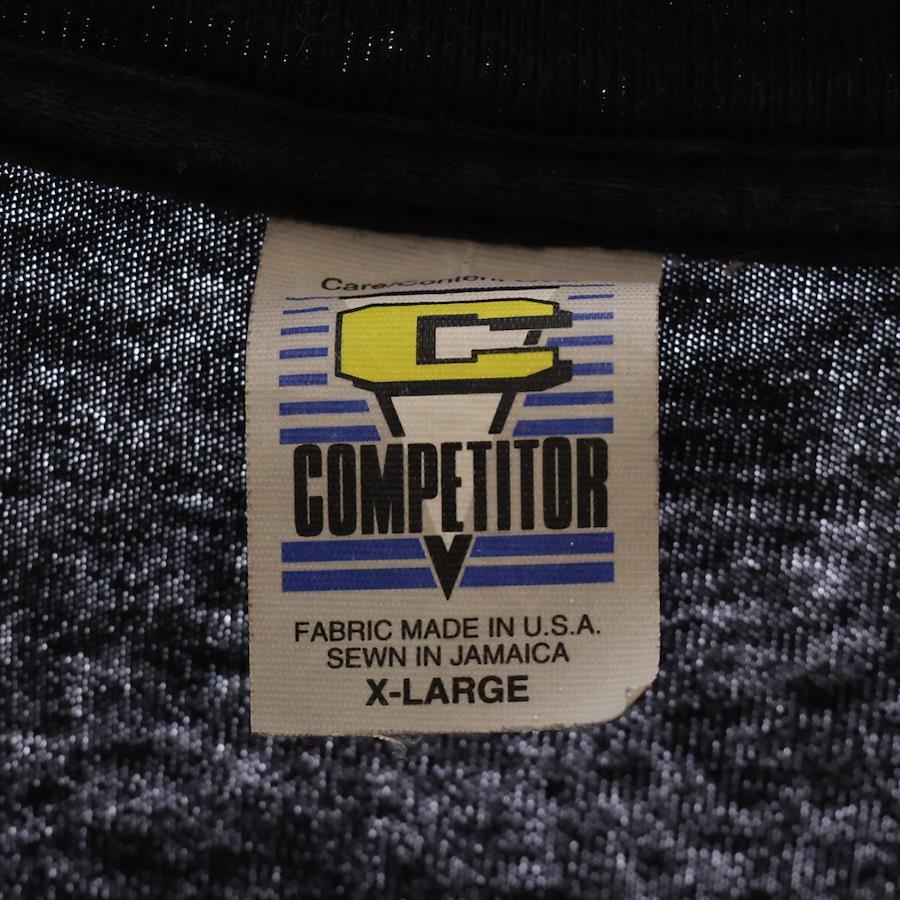 Care/Content
C
COMPETITOR
FABRIC MADE IN U.S.A.
SEWN IN JAMAICA
X-LARGE